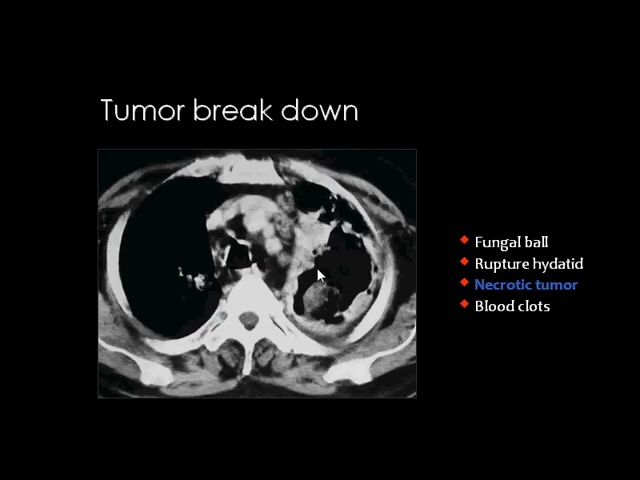 Tumor break down
Fungal ball
Rupture hydatid
Necrotic tumor
Blood clots